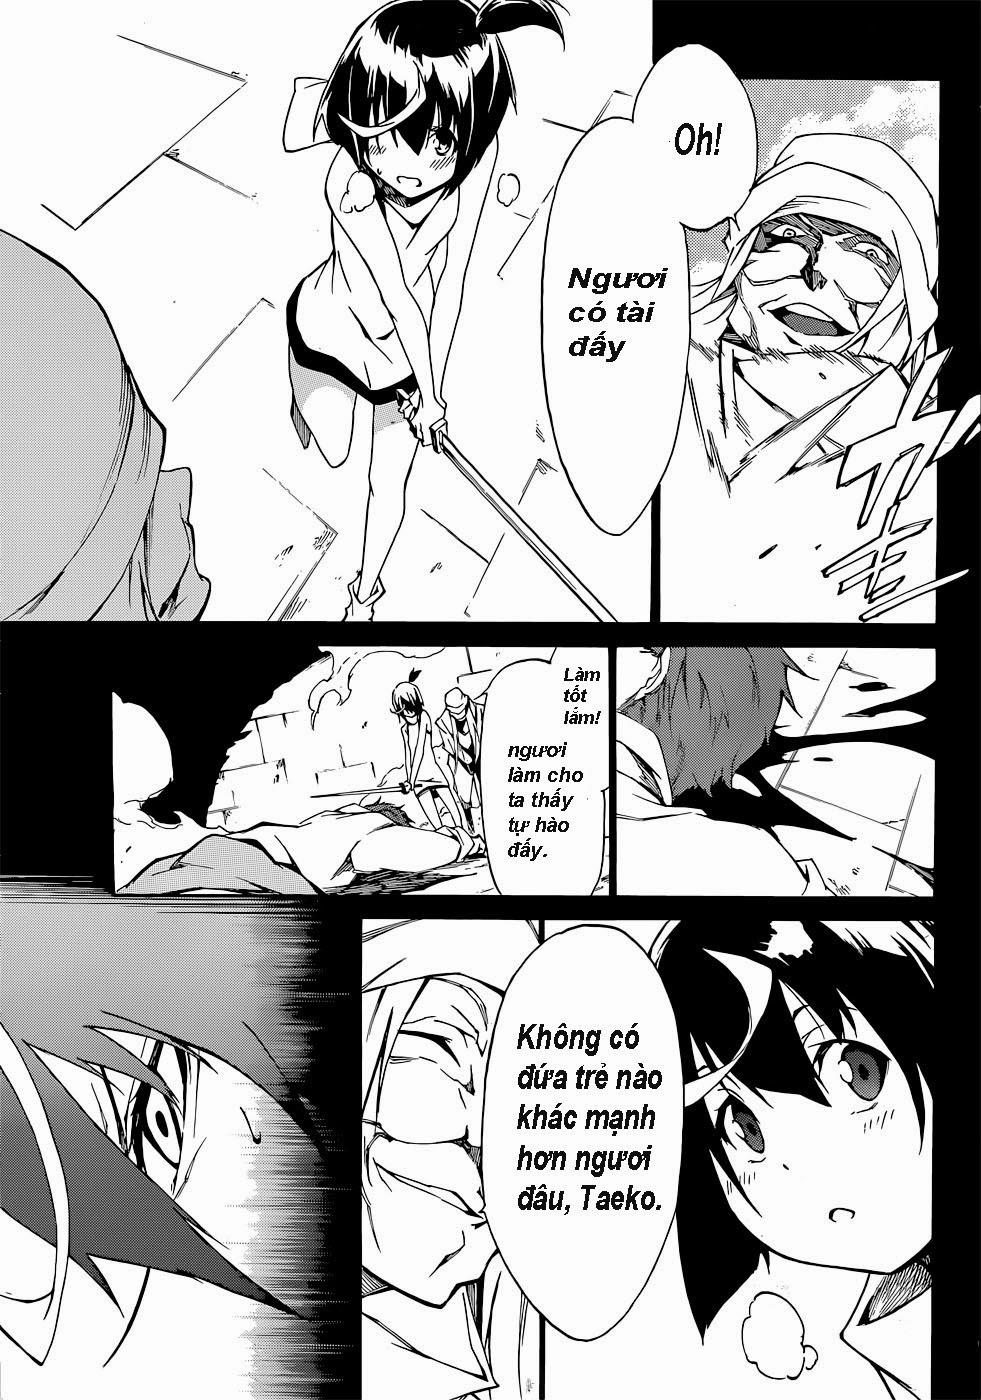 Oh!
Ngươi
có tài
đấy
Làm
tốt
lắm!
ngươi
làm cho
ta thấy
tự hào
đấy.
Không có
đứa trẻ nào
khác mạnh
hơn ngươi
đâu, Taeko.